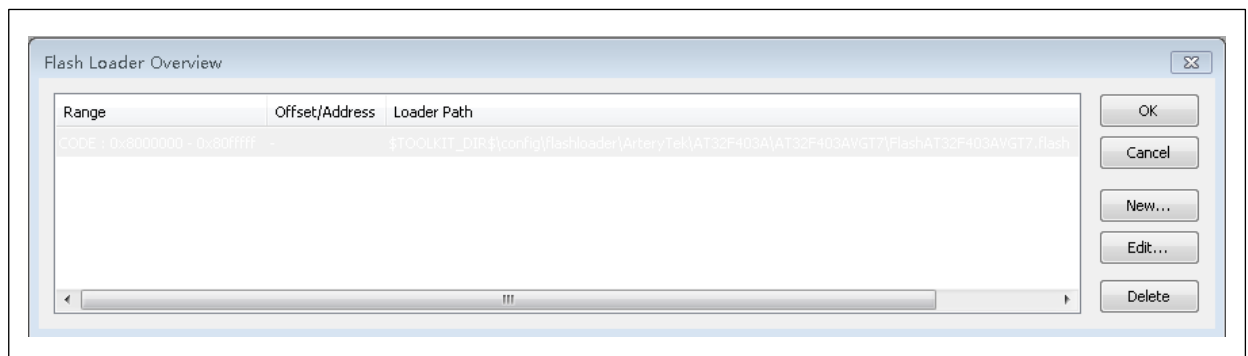 Flash Loader Overview
Range Offset/Address Loader Path
CODE : 0x8000000 - 0x80fffff - $TOOLKIT_DIR$\config\flashloader\ArteryTek\AT32F403A\AT32F403AVGT7\FlashAT32F403AVGT7.flash
OK
Cancel
New...
Edit...
Delete